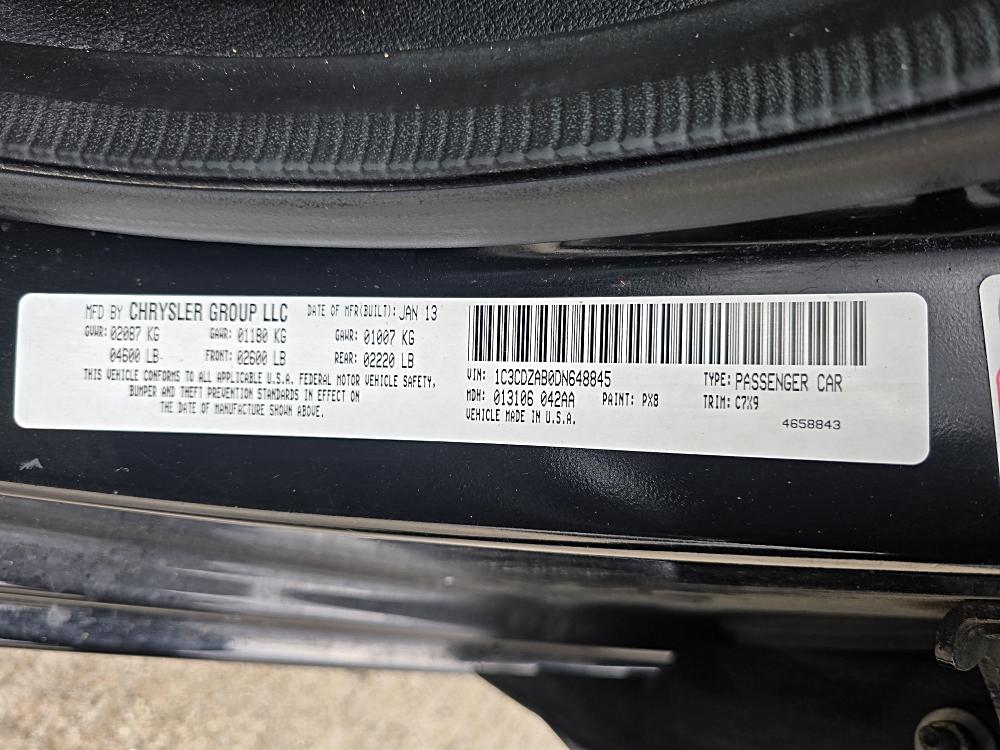 MFD BY CHRYSLER GROUP LLC DATE OF MFR(BUILT): JAN 13
GVWR: 02087 KG GAWR: 01180 KG GAWR: 01007 KG
04600 LB FRONT: 02600 LB REAR: 02220 LB
THIS VEHICLE CONFORMS TO ALL APPLICABLE U.S.A. FEDERAL MOTOR VEHICLE SAFETY,
BUMPER AND THEFT PREVENTION STANDARDS IN EFFECT ON
THE DATE OF MANUFACTURE SHOWN ABOVE.
VIN: 1C3CDZAB0DN648845 TYPE: PASSENGER CAR
MDH: 013106 042AA PAINT: PX8 TRIM: C7X9
VEHICLE MADE IN U.S.A. 4658843